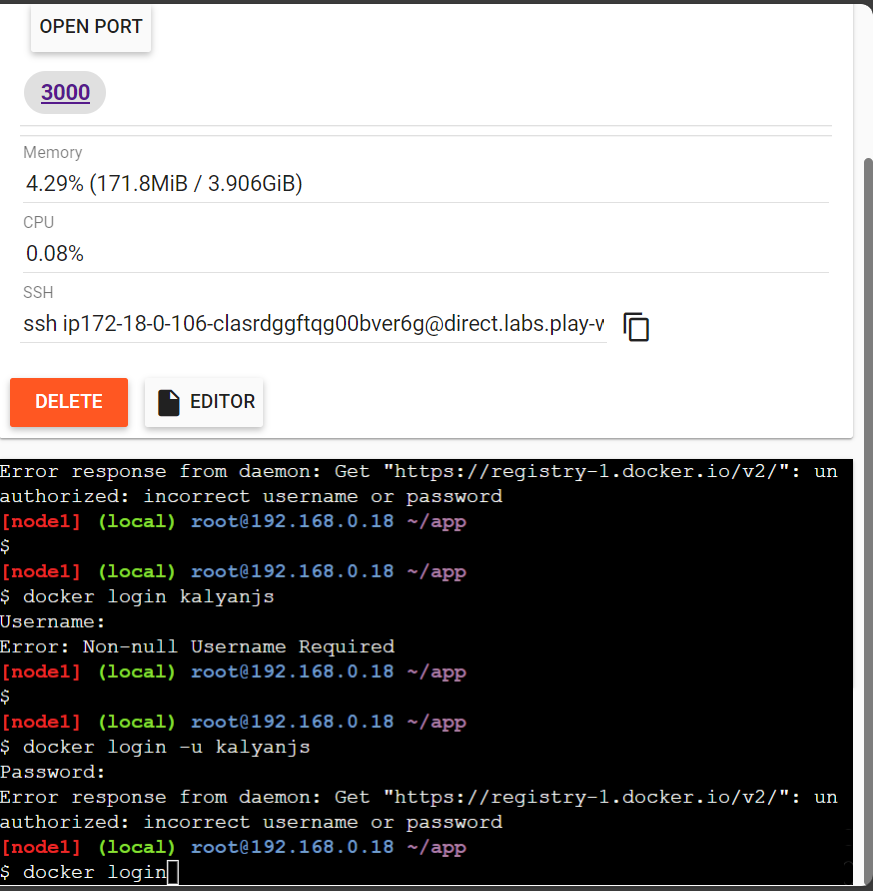 OPEN PORT
3000
Memory
4.29% (171.8MiB / 3.906GiB)
CPU
0.08%
SSH
ssh ip172-18-0-106-clasrdggftqg00bver6g@direct.labs.play-w
DELETE
EDITOR
Error response from daemon: Get "https://registry-1.docker.io/v2/": un
authorized: incorrect username or password
[node1] (local) root@192.168.0.18 ~/app
$
[node1] (local) root@192.168.0.18 ~/app
$ docker login kalyanjs
Username:
Error: Non-null Username Required
[node1] (local) root@192.168.0.18 ~/app
$
[node1] (local) root@192.168.0.18 ~/app
$ docker login -u kalyanjs
Password:
Error response from daemon: Get "https://registry-1.docker.io/v2/": un
authorized: incorrect username or password
[node1] (local) root@192.168.0.18 ~/app
$ docker login